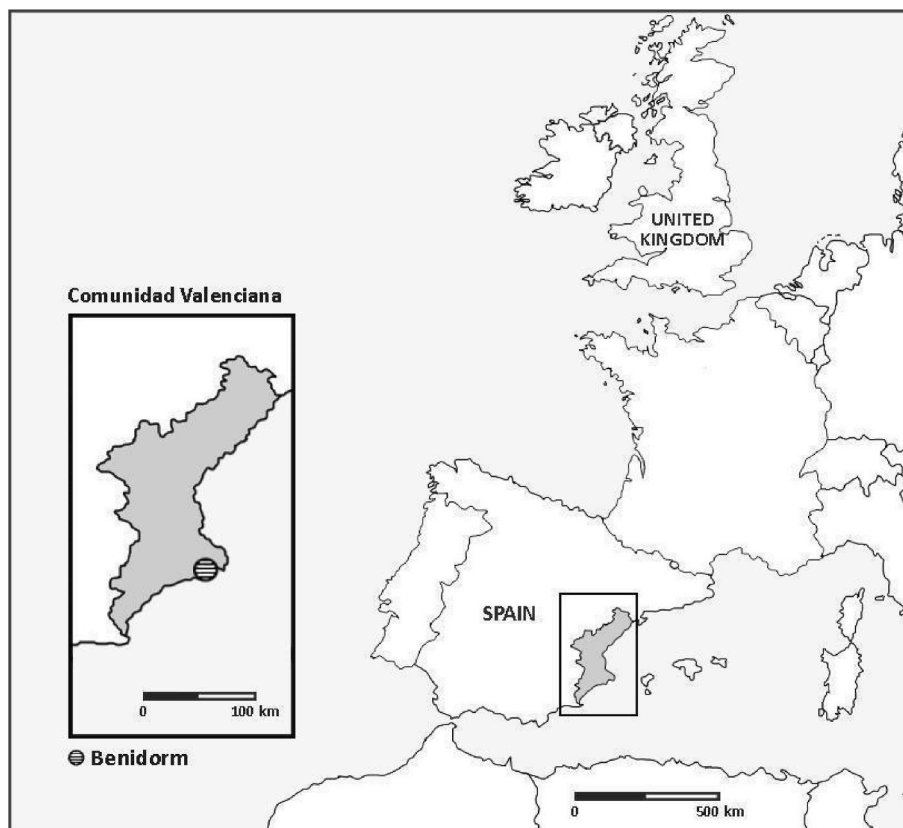 UNITED
KINGDOM
Comunidad Valenciana
SPAIN
0 100 km
Benidorm
0 500 km